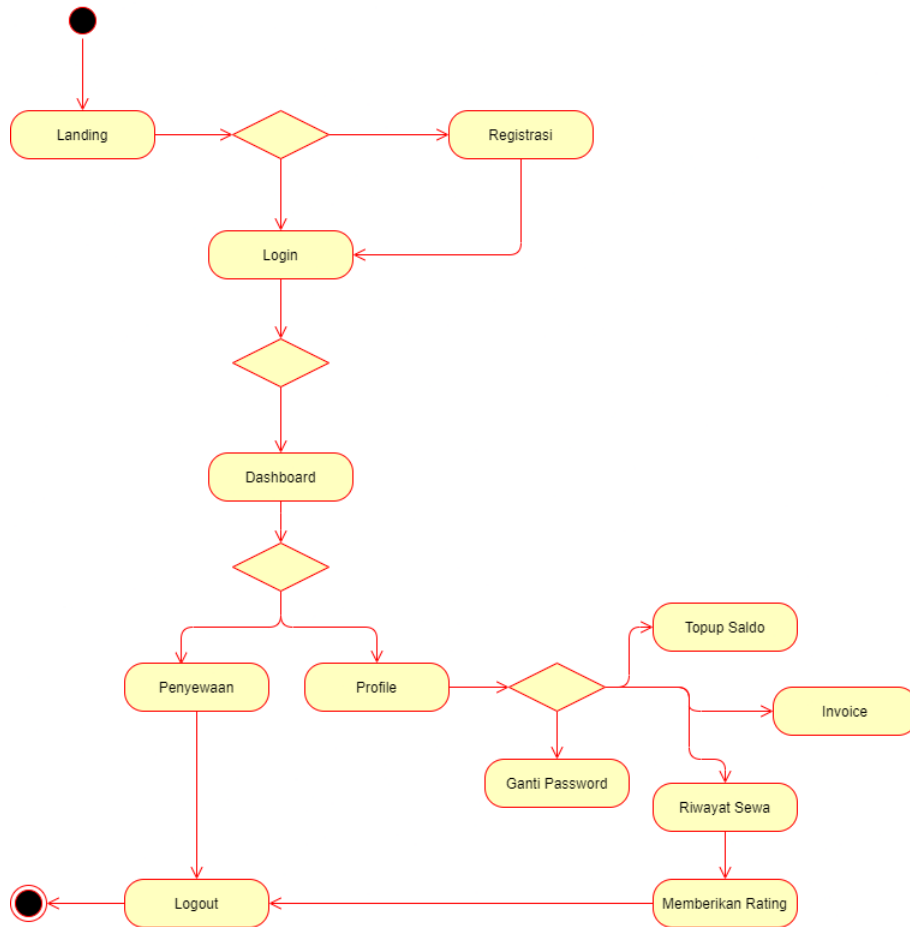 Landing
Registrasi
Login
Dashboard
Topup Saldo
Penyewaan
Profile
Invoice
Ganti Password
Riwayat Sewa
Logout
Memberikan Rating